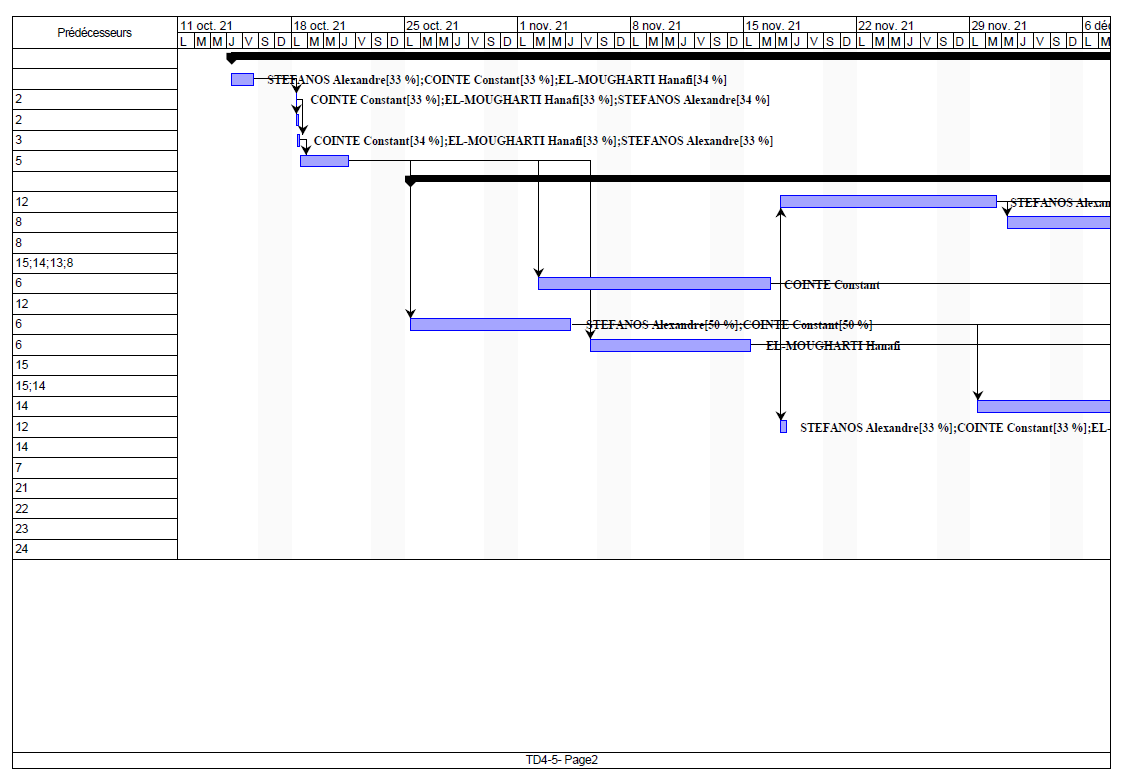 Prédécesseurs
11 oct. 21 18 oct. 21 25 oct. 21 1 nov. 21 8 nov. 21 15 nov. 21 22 nov. 21 29 nov. 21 6 déc
L M M J V S D L M M J V S D L M M J V S D L M M J V S D L M M J V S D L M M J V S D L M M J V S D L M M J V S D L M
STEFANOS Alexandre[33 %];COINTE Constant[33 %];EL-MOUGHARTI Hanafi[34 %]
2 COINTE Constant[33 %];EL-MOUGHARTI Hanafi[33 %];STEFANOS Alexandre[34 %]
2
3 COINTE Constant[34 %];EL-MOUGHARTI Hanafi[33 %];STEFANOS Alexandre[33 %]
5
12 STEFANOS Alexan
8
8
15;14;13;8
6 COINTE Constant
12
6 STEFANOS Alexandre[50 %];COINTE Constant[50 %]
6 EL-MOUGHARTI Hanafi
15
15;14
14
12 STEFANOS Alexandre[33 %];COINTE Constant[33 %];EL-
14
7
21
22
23
24
TD4-5- Page2